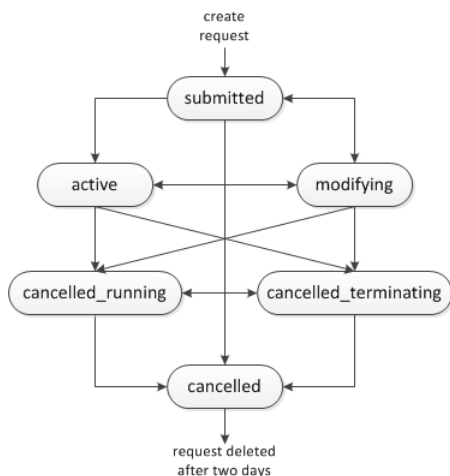 create
request
submitted
active
modifying
cancelled_running
cancelled_terminating
cancelled
request deleted
after two days